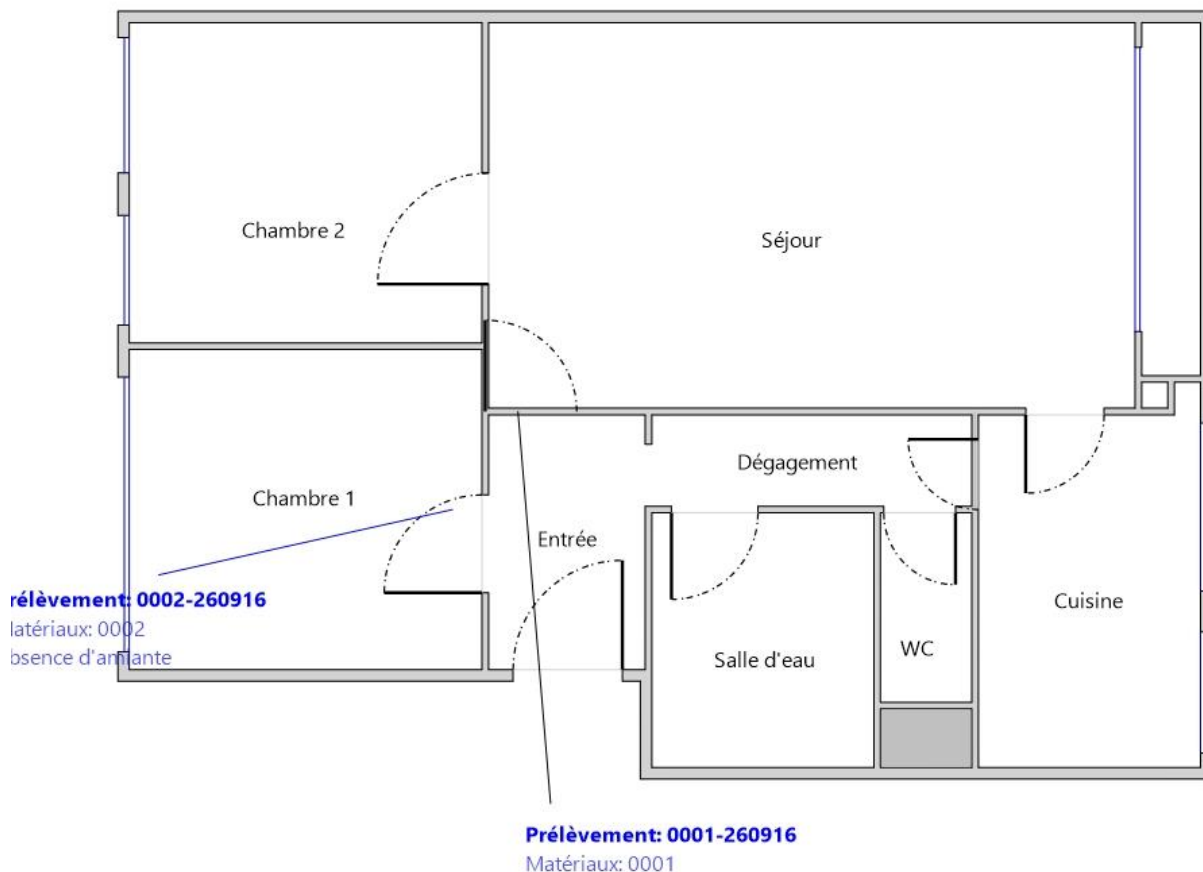 Chambre 2
Séjour
Dégagement
Chambre 1
Entrée
rélèvement: 0002-260916
Matériaux: 0002
bsence d'amiante
Cuisine
WC
Salle d'eau
Prélèvement: 0001-260916
Matériaux: 0001